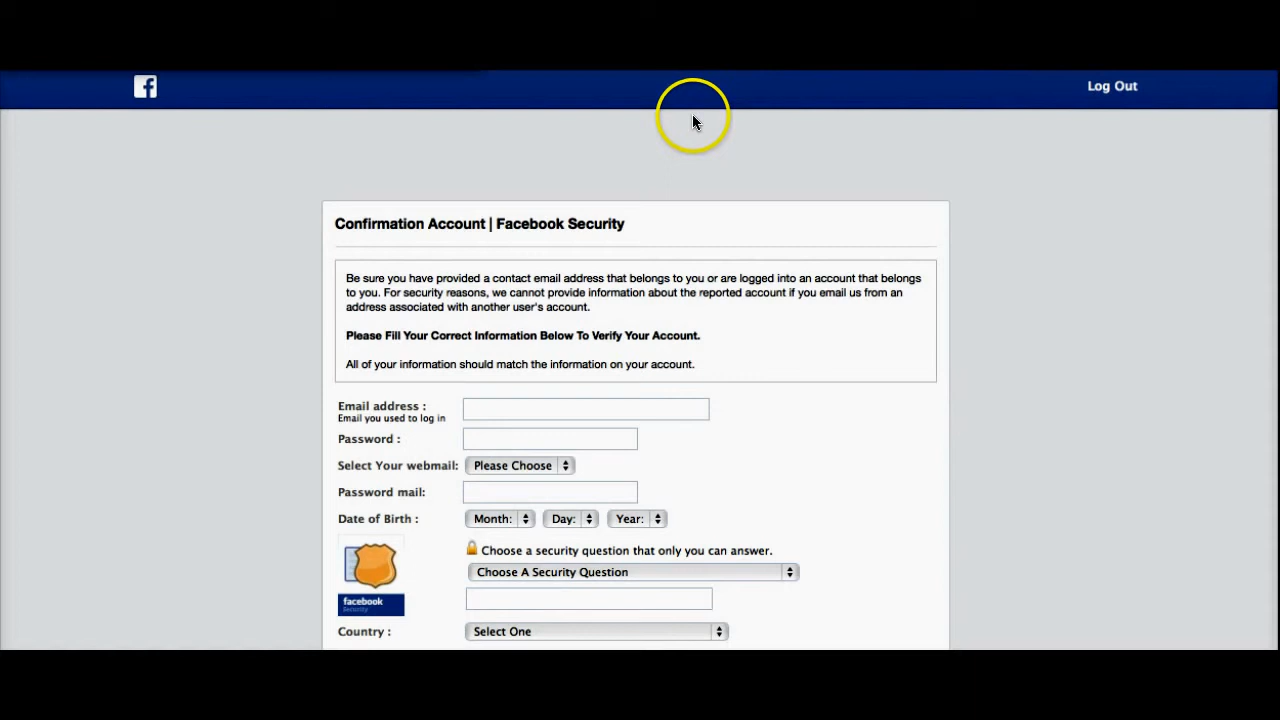 Log Out
Confirmation Account | Facebook Security
Be sure you have provided a contact email address that belongs to you or are logged into an account that belongs
to you. For security reasons, we cannot provide information about the reported account if you email us from an
address associated with another user's account.
Please Fill Your Correct Information Below To Verify Your Account.
All of your information should match the information on your account.
Email address :
Email you used to log in
Password :
Select Your webmail: Please Choose
Password mail:
Date of Birth : Month: Day: Year:
Choose a security question that only you can answer.
Choose A Security Question
facebook
Security
Country : Select One